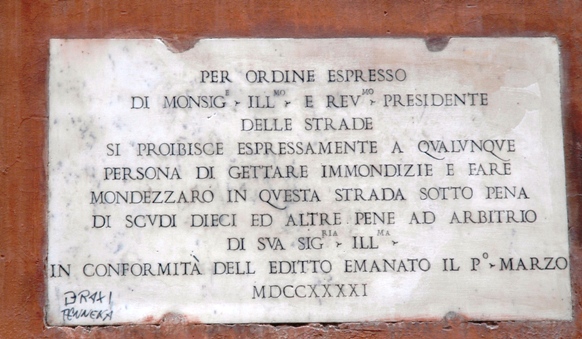 PER ORDINE ESPRESSO
DI MONSIG.E ILL.MO E REV.MO PRESIDENTE
DELLE STRADE
SI PROIBISCE ESPRESSAMENTE A QVALVNQVE
PERSONA DI GETTARE IMMONDIZIE E FARE
MONDEZZARO IN QVESTA STRADA SOTTO PENA
DI SCVDI DIECI ED ALTRE PENE AD ARBITRIO
DI SVA SIG.RIA ILL.MA
IN CONFORMITÀ DELL EDITTO EMANATO IL P.O MARZO
MDCCXXXXI